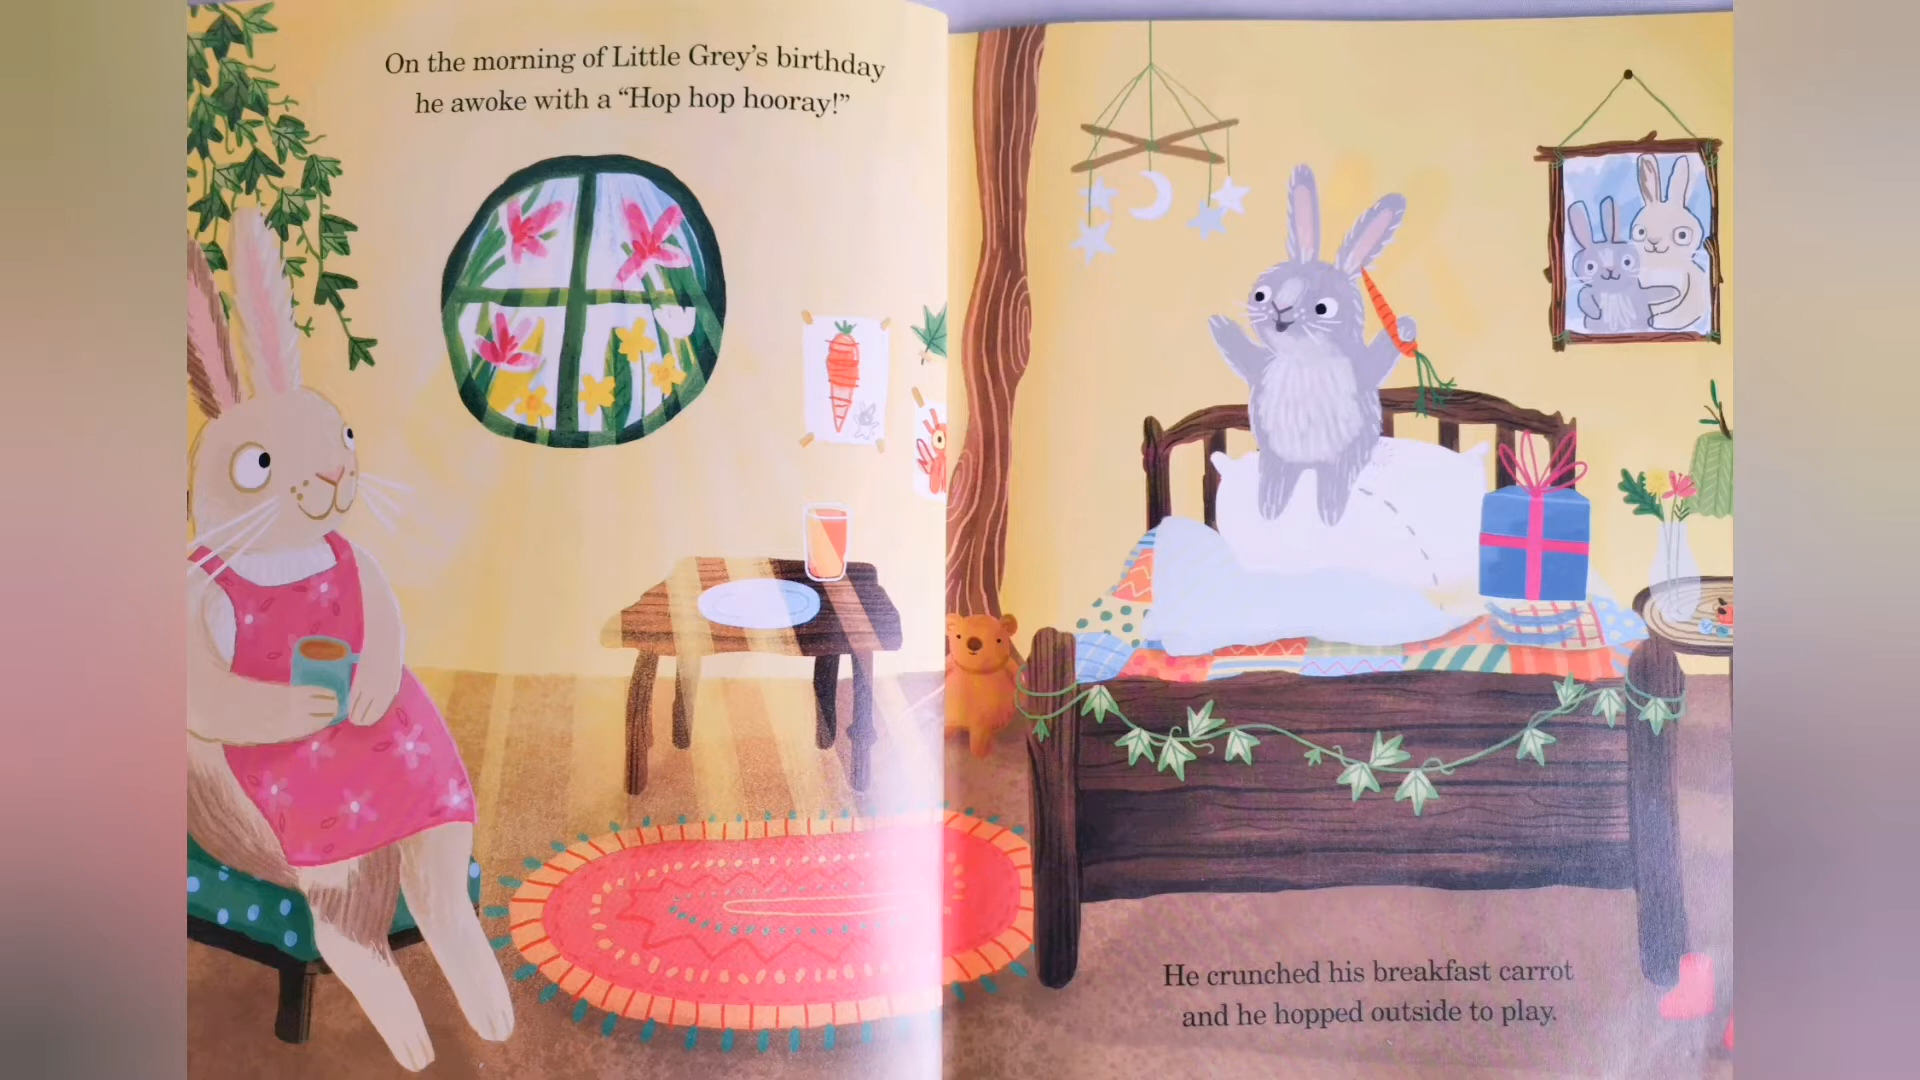 On the morning of Little Grey's birthday
he awoke with a “Hop hop hooray!”
He crunched his breakfast carrot
and he hopped outside to play.